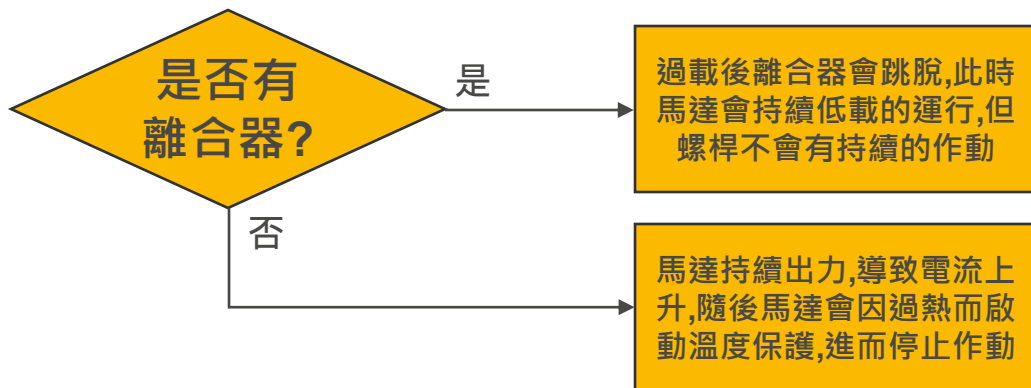 是否有
離合器?
是
過載後離合器會跳脫,此時
馬達會持續低載的運行,但
螺桿不會有持續的作動
否
馬達持續出力,導致電流上
升,隨後馬達會因過熱而啟
動溫度保護,進而停止作動